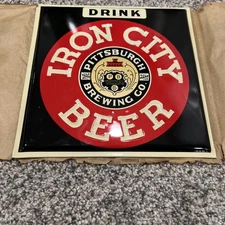 DRINK
IRON CITY
PITTSBURGH
BREWING CO
BEER